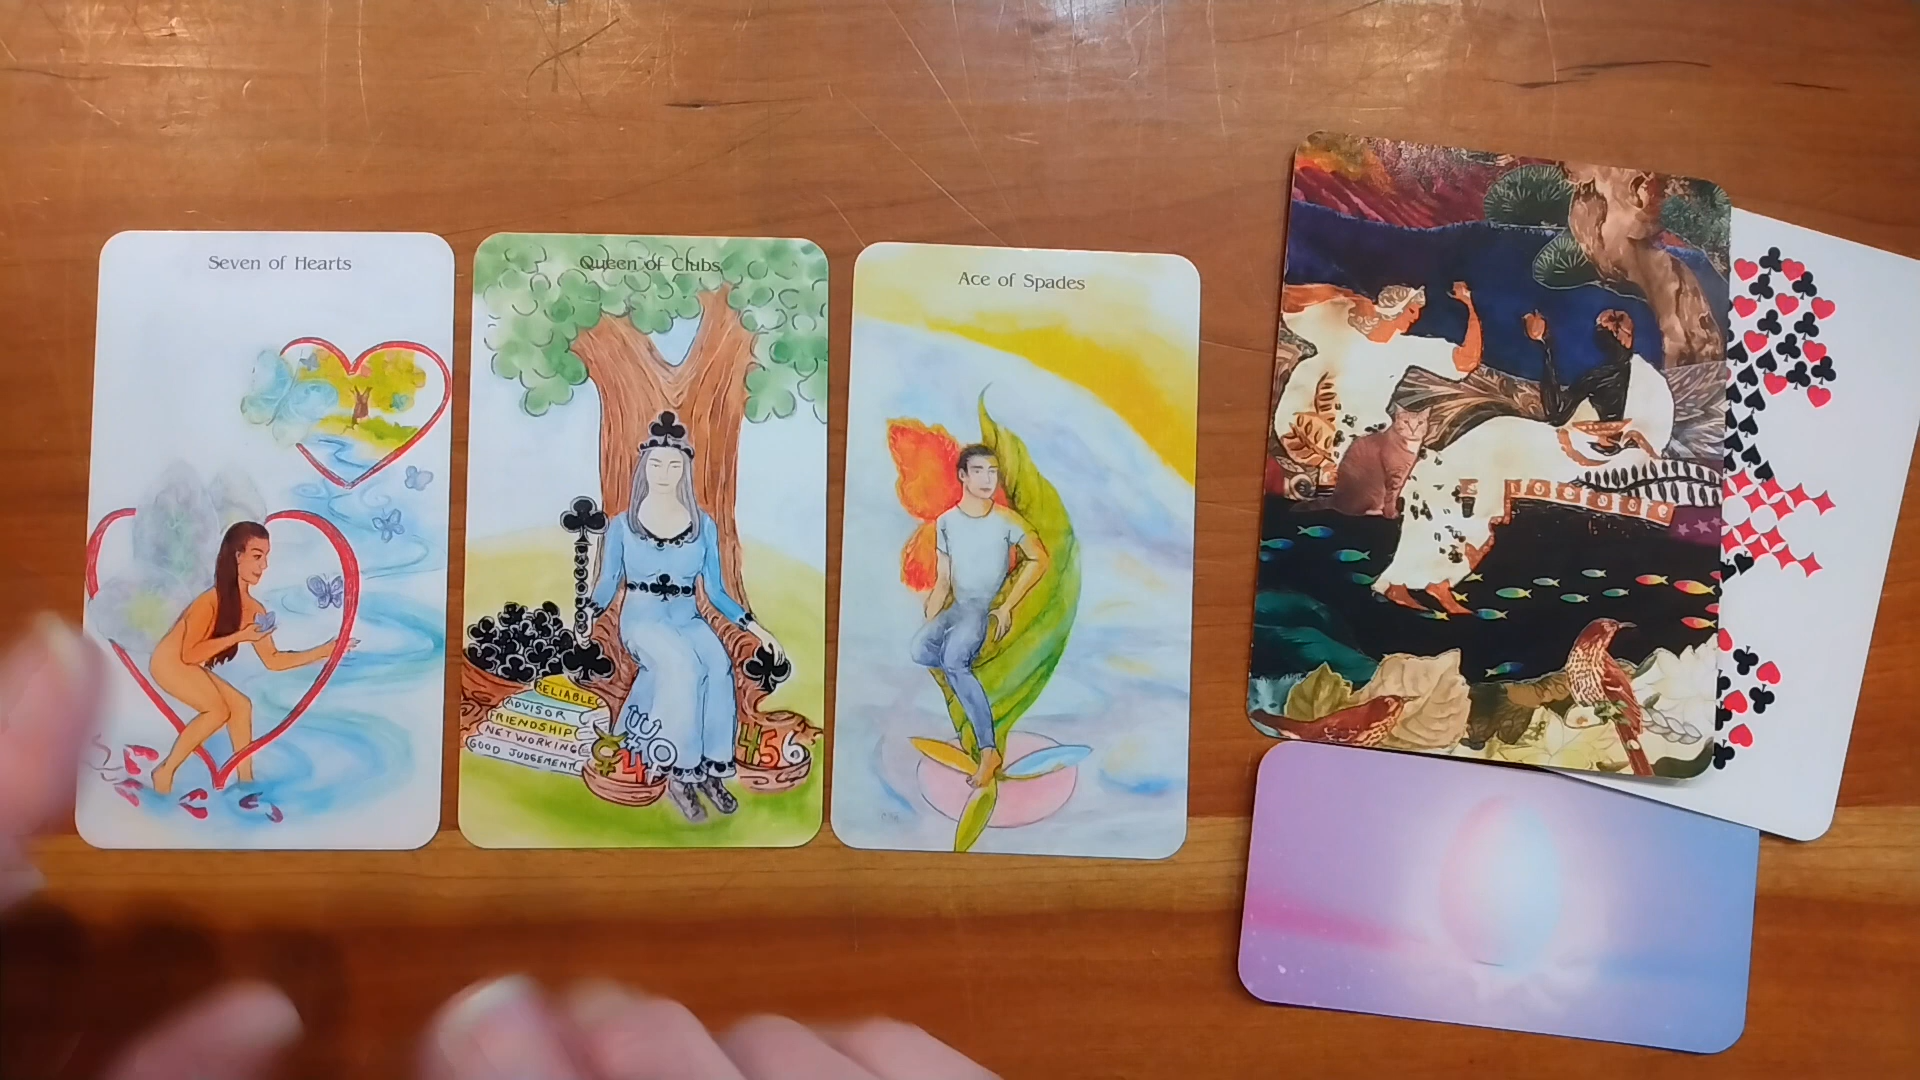 Seven of Hearts
Queen of Clubs
Ace of Spades
RELIABLE
ADVISOR
FRIENDSHIP
NETWORKING
GOOD JUDGEMENT
456